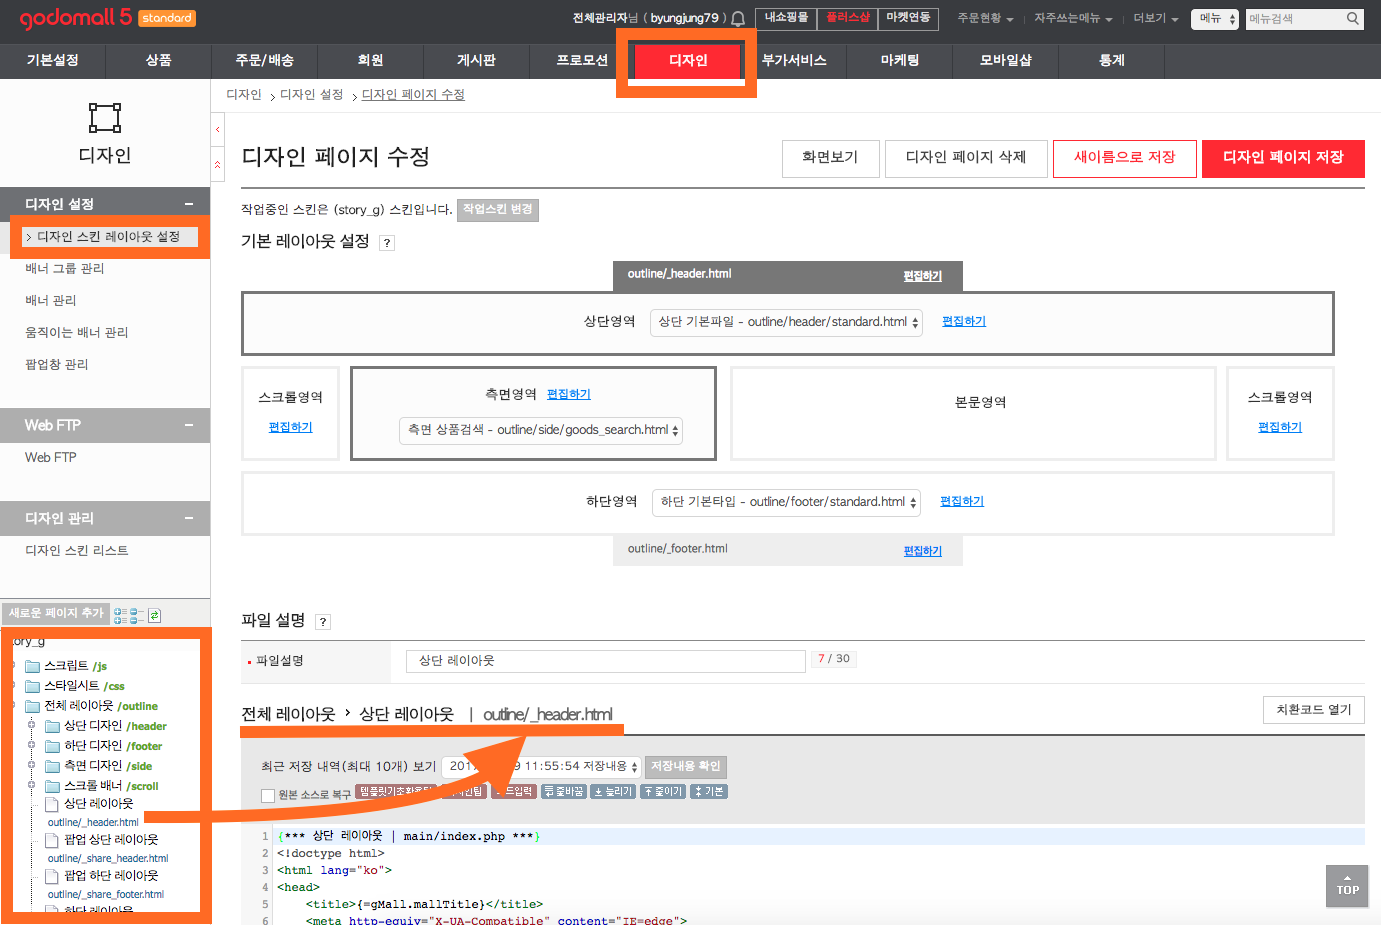 godomall 5 standard
전체관리자님 ( byungjung79 )
내쇼핑몰
플러스샵
마켓연동
주문현황
자주쓰는메뉴
더보기
메뉴
메뉴검색
기본설정
상품
주문/배송
회원
게시판
프로모션
디자인
부가서비스
마케팅
모바일샵
통계
디자인
디자인 설정
디자인 스킨 레이아웃 설정
배너 그룹 관리
배너 관리
움직이는 배너 관리
팝업창 관리
Web FTP
Web FTP
디자인 관리
디자인 스킨 리스트
새로운 페이지 추가
tory_g
스크립트 /js
스타일시트 /css
전체 레이아웃 /outline
상단 디자인 /header
하단 디자인 /footer
측면 디자인 /side
스크롤 배너 /scroll
상단 레이아웃
outline/_header.html
팝업 상단 레이아웃
outline/_share_header.html
팝업 하단 레이아웃
outline/_share_footer.html
하단 레이아웃
디자인 > 디자인 설정 > 디자인 페이지 수정
디자인 페이지 수정
화면보기
디자인 페이지 삭제
새이름으로 저장
디자인 페이지 저장
작업중인 스킨은 (story_g) 스킨입니다. 작업스킨 변경
기본 레이아웃 설정 ?
outline/_header.html 편집하기
상단영역 상단 기본파일 - outline/header/standard.html 편집하기
스크롤영역
편집하기
측면영역 편집하기
측면 상품검색 - outline/side/goods_search.html
본문영역
스크롤영역
편집하기
하단영역 하단 기본타입 - outline/footer/standard.html 편집하기
outline/_footer.html 편집하기
파일 설명 ?
파일설명 상단 레이아웃 7 / 30
전체 레이아웃 > 상단 레이아웃 | outline/_header.html
치환코드 열기
최근 저장 내역(최대 10개) 보기 201 9 11:55:54 저장내용 저장내용 확인
원본 소스로 복구 드입력 줄바꿈 늘리기 줄이기 기본
1 {*** 상단 레이아웃 | main/index.php ***}
2 <!doctype html>
3 <html lang="ko">
4 <head>
5 <title>{=gMall.mallTitle}</title>
6 <meta http-equiv="X-UA-Compatible" content="IE=edge">
TOP